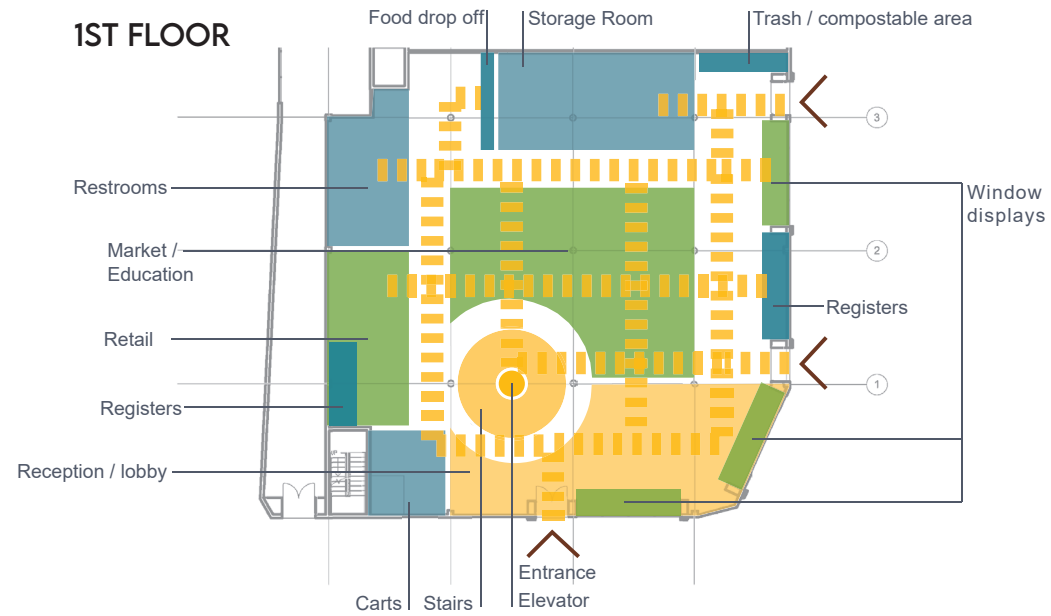 1ST FLOOR
Food drop off
Storage Room
Trash / compostable area
3
Restrooms
Window
displays
Market /
Education
2
Registers
Retail
1
Registers
Reception / lobby
Entrance
Carts
Stairs
Elevator